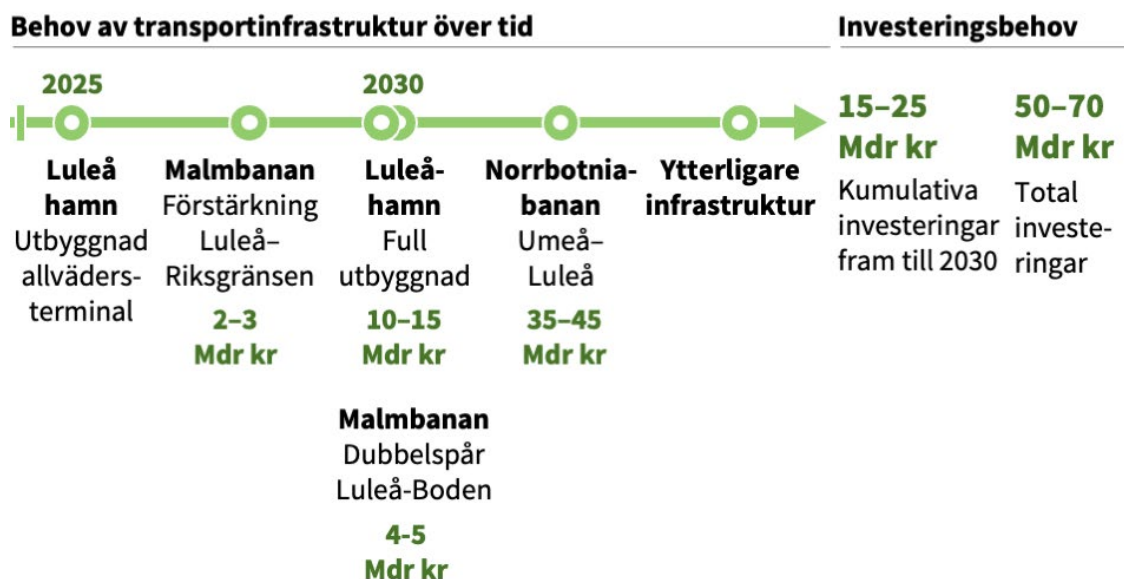 Behov av transportinfrastruktur över tid
2025
2030
Luleå
hamn
Utbyggnad
allväders-
terminal
Malmbanan
Förstärkning
Luleå–
Riksgränsen
2–3
Mdr kr
Luleå-
hamn
Full
utbyggnad
10–15
Mdr kr
Malmbanan
Dubbelspår
Luleå-Boden
4-5
Mdr kr
Norrbotnia-
banan
Umeå–
Luleå
35–45
Mdr kr
Ytterligare
infrastruktur
Investeringsbehov
15–25
Mdr kr
Kumulativa
investeringar
fram till 2030
50–70
Mdr kr
Total
investe-
ringar